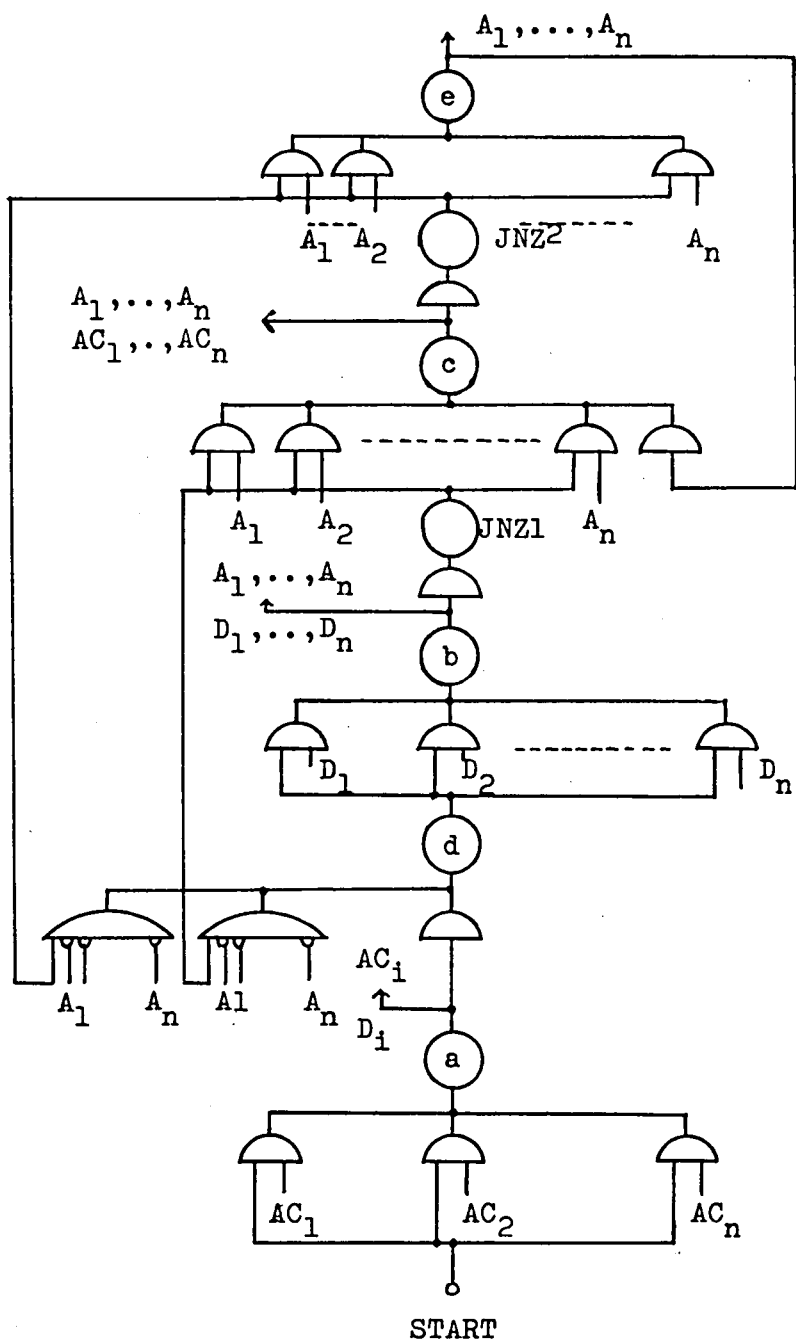 A₁,...,Aₙ
e
A₁ A₂ JNZ2 Aₙ
A₁,..,Aₙ
AC₁,.,ACₙ
c
A₁ A₂ JNZ1 Aₙ
A₁,..,Aₙ
D₁,..,Dₙ
b
D₁ D₂ Dₙ
d
ACᵢ
A₁ Aₙ A1 Aₙ
Dᵢ
a
AC₁ AC₂ ACₙ
START